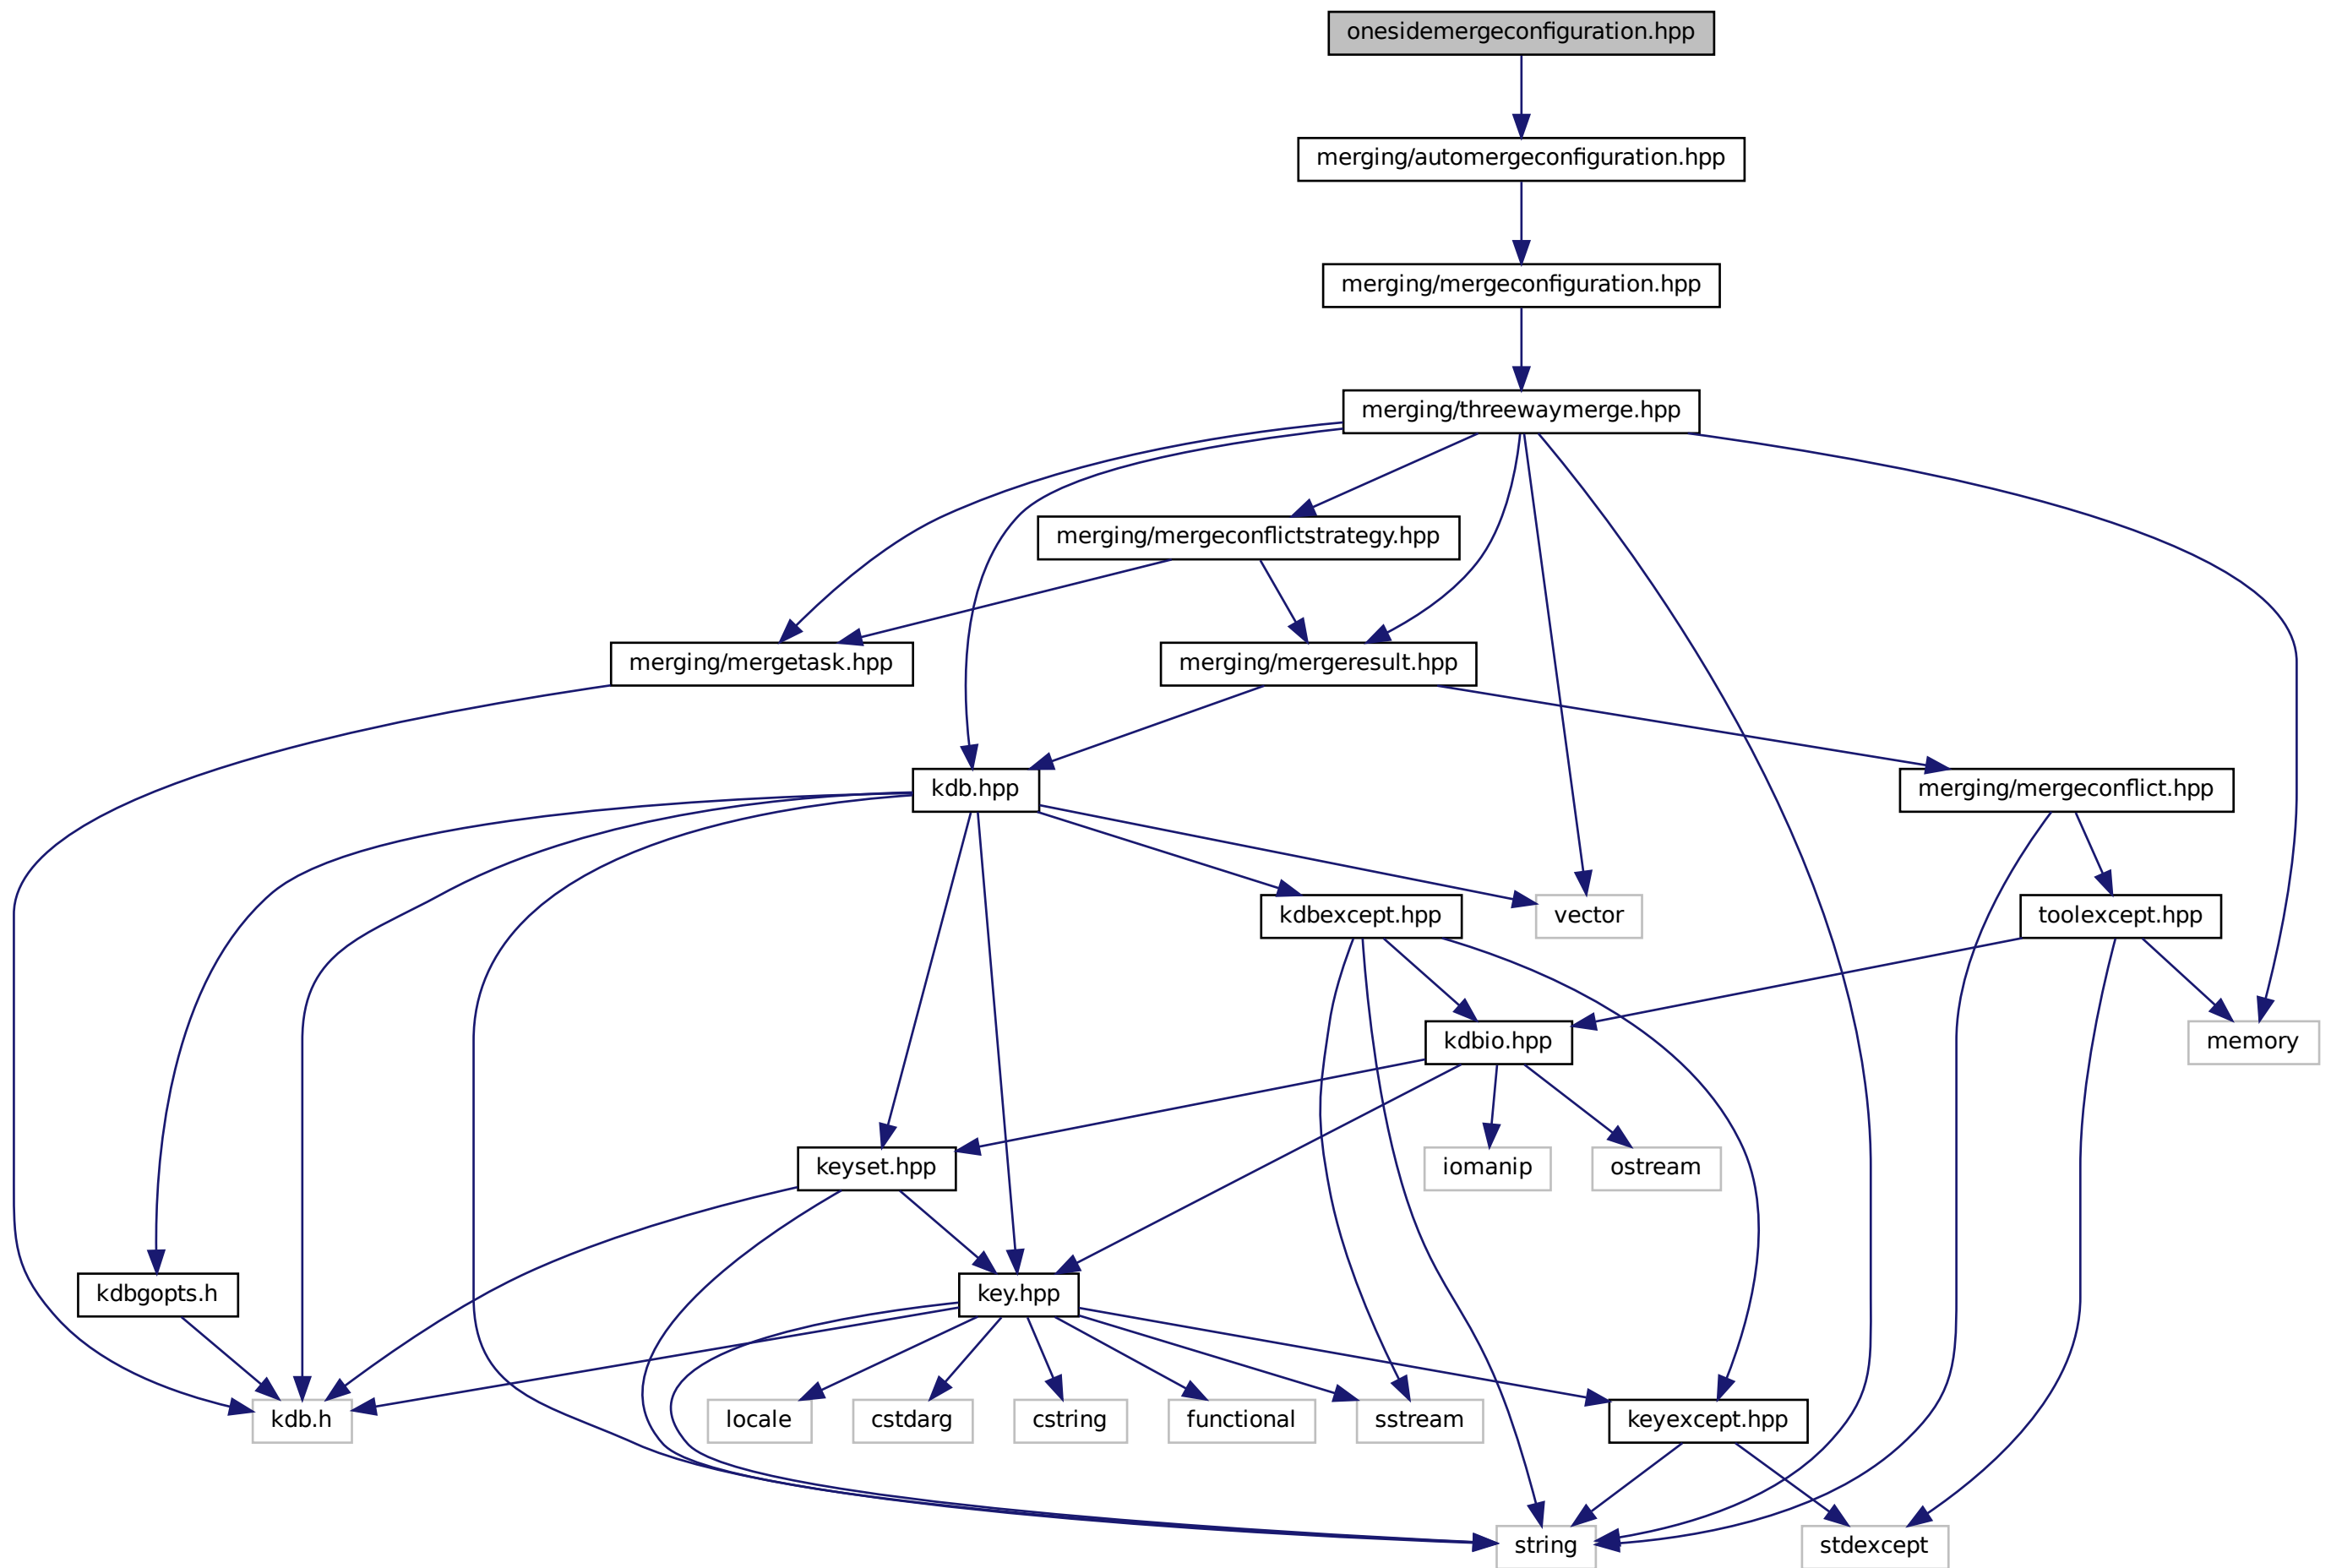 onesidemergeconfiguration.hpp
merging/automergeconfiguration.hpp
merging/mergeconfiguration.hpp
merging/threewaymerge.hpp
merging/mergeconflictstrategy.hpp
merging/mergetask.hpp
merging/mergeresult.hpp
kdb.hpp
merging/mergeconflict.hpp
kdbexcept.hpp
vector
toolexcept.hpp
kdbio.hpp
memory
keyset.hpp
iomanip
ostream
kdbgopts.h
key.hpp
kdb.h
locale
cstdarg
cstring
functional
sstream
keyexcept.hpp
string
stdexcept